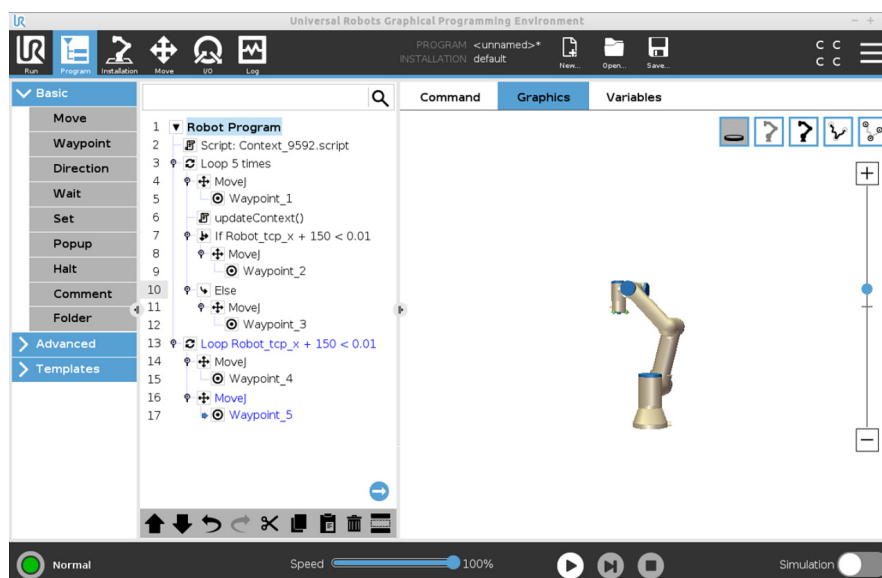 UR
Universal Robots Graphical Programming Environment
UR
Run
Program
Installation
Move
I/O
Log
PROGRAM <unnamed>*
INSTALLATION default
New...
Open...
Save...
C C
C C
Basic
Move
Waypoint
Direction
Wait
Set
Popup
Halt
Comment
Folder
Advanced
Templates
1 Robot Program
2 Script: Context_9592.script
3 Loop 5 times
4 MoveJ
5 Waypoint_1
6 updateContext()
7 If Robot_tcp_x + 150 < 0.01
8 MoveJ
9 Waypoint_2
10 Else
11 MoveJ
12 Waypoint_3
13 Loop Robot_tcp_x + 150 < 0.01
14 MoveJ
15 Waypoint_4
16 MoveJ
17 Waypoint_5
Command
Graphics
Variables
Normal
Speed
100%
Simulation